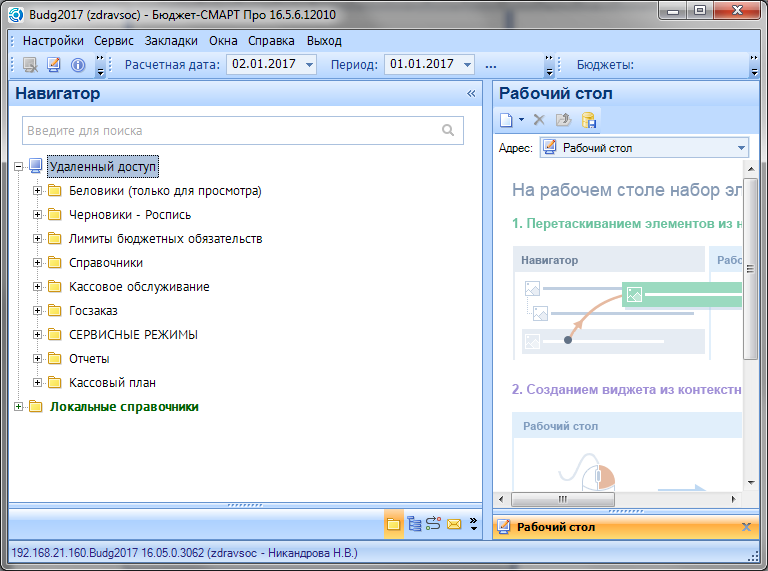 Budg2017 (zdravsoc) - Бюджет-СМАРТ Про 16.5.6.12010
Настройки Сервис Закладки Окна Справка Выход
Расчетная дата: 02.01.2017 Период: 01.01.2017 ... Бюджеты:
Навигатор
Введите для поиска
Удаленный доступ
Беловики (только для просмотра)
Черновики - Роспись
Лимиты бюджетных обязательств
Справочники
Кассовое обслуживание
Госзаказ
СЕРВИСНЫЕ РЕЖИМЫ
Отчеты
Кассовый план
Локальные справочники
Рабочий стол
Адрес: Рабочий стол
На рабочем столе набор эл
1. Перетаскиванием элементов из н
Навигатор Рабо
2. Созданием виджета из контекстн
Рабочий стол
Рабочий стол
192.168.21.160.Budg2017 16.05.0.3062 (zdravsoc - Никандрова Н.В.)